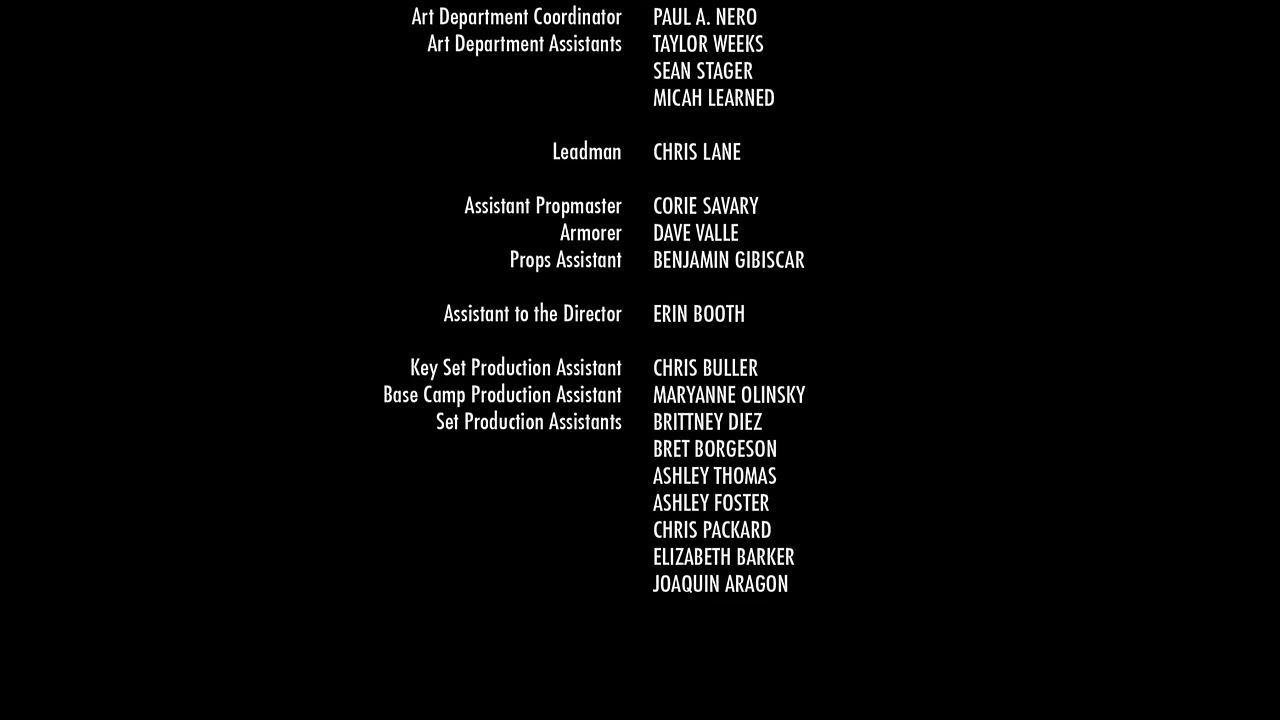 Art Department Coordinator PAUL A. NERO
Art Department Assistants TAYLOR WEEKS
SEAN STAGER
MICAH LEARNED
Leadman CHRIS LANE
Assistant Propmaster CORIE SAVARY
Armorer DAVE VALLE
Props Assistant BENJAMIN GIBISCAR
Assistant to the Director ERIN BOOTH
Key Set Production Assistant CHRIS BULLER
Base Camp Production Assistant MARYANNE OLINSKY
Set Production Assistants BRITTNEY DIEZ
BRET BORGESON
ASHLEY THOMAS
ASHLEY FOSTER
CHRIS PACKARD
ELIZABETH BARKER
JOAQUIN ARAGON